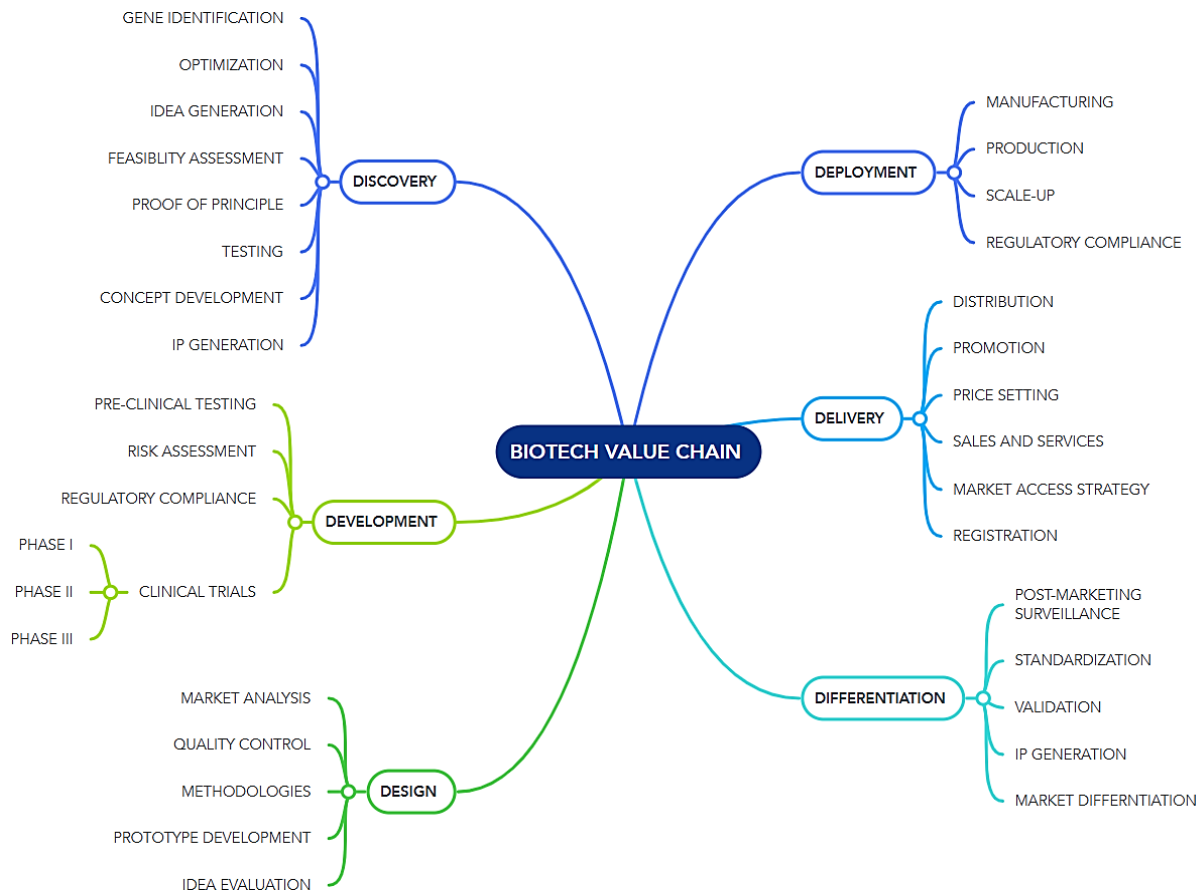 BIOTECH VALUE CHAIN
DISCOVERY
GENE IDENTIFICATION
OPTIMIZATION
IDEA GENERATION
FEASIBLITY ASSESSMENT
PROOF OF PRINCIPLE
TESTING
CONCEPT DEVELOPMENT
IP GENERATION
DEVELOPMENT
PRE-CLINICAL TESTING
RISK ASSESSMENT
REGULATORY COMPLIANCE
CLINICAL TRIALS
PHASE I
PHASE II
PHASE III
DESIGN
MARKET ANALYSIS
QUALITY CONTROL
METHODOLOGIES
PROTOTYPE DEVELOPMENT
IDEA EVALUATION
DEPLOYMENT
MANUFACTURING
PRODUCTION
SCALE-UP
REGULATORY COMPLIANCE
DELIVERY
DISTRIBUTION
PROMOTION
PRICE SETTING
SALES AND SERVICES
MARKET ACCESS STRATEGY
REGISTRATION
DIFFERENTIATION
POST-MARKETING
SURVEILLANCE
STANDARDIZATION
VALIDATION
IP GENERATION
MARKET DIFFERNTIATION